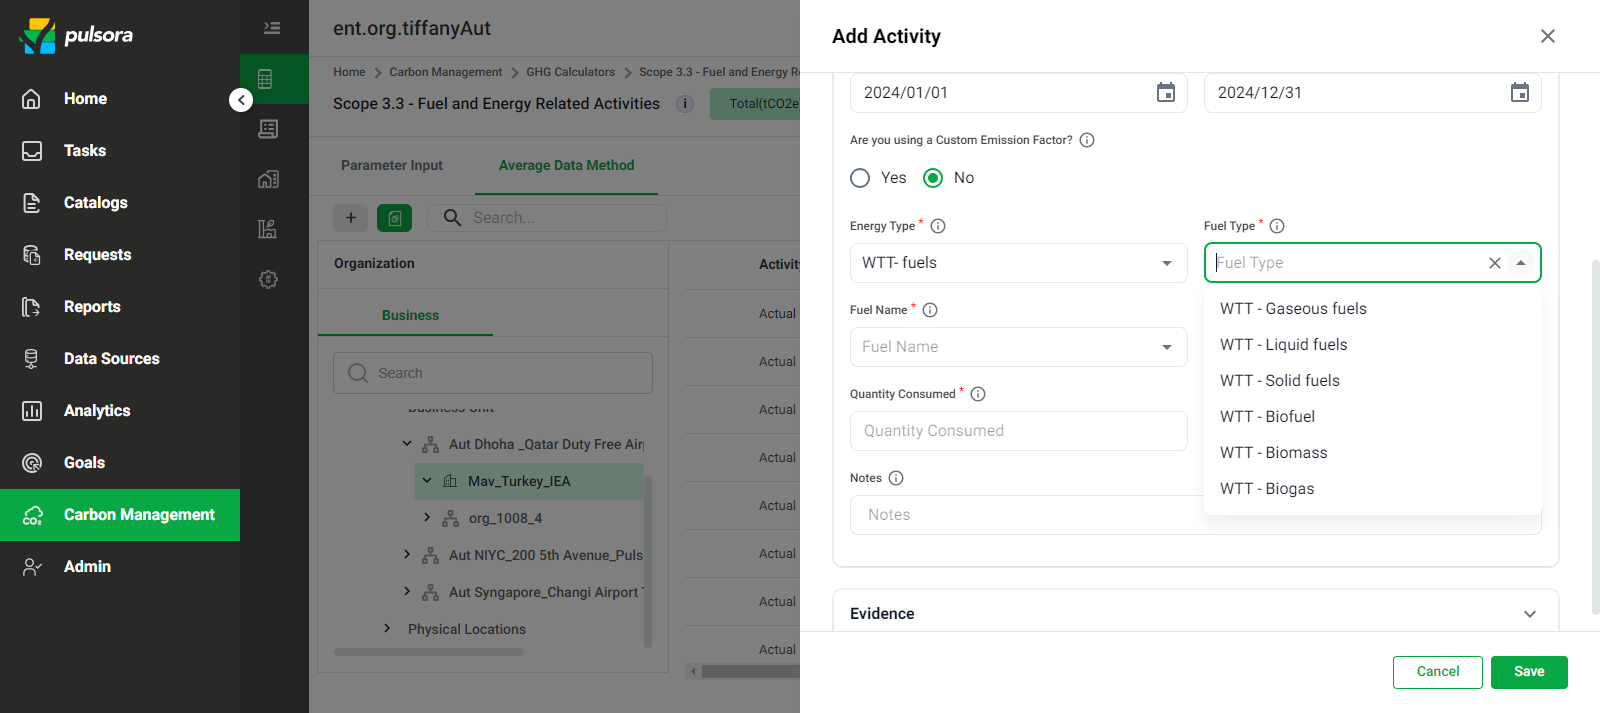 pulsora
Home
Tasks
Catalogs
Requests
Reports
Data Sources
Analytics
Goals
Carbon Management
Admin
ent.org.tiffanyAut
Home > Carbon Management > GHG Calculators > Scope 3.3 - Fuel and Energy R
Scope 3.3 - Fuel and Energy Related Activities
Total(tCO2e
Parameter Input
Average Data Method
Search...
Organization
Business
Search
Business Unit
Aut Dhoha _Qatar Duty Free Air
Mav_Turkey_IEA
org_1008_4
Aut NIYC_200 5th Avenue_Puls
Aut Syngapore_Changi Airport T
Physical Locations
Activity
Actual
Actual
Actual
Actual
Actual
Actual
Actual
Actual
Add Activity
2024/01/01
2024/12/31
Are you using a Custom Emission Factor?
Yes
No
Energy Type *
WTT- fuels
Fuel Type *
Fuel Type
WTT - Gaseous fuels
WTT - Liquid fuels
WTT - Solid fuels
WTT - Biofuel
WTT - Biomass
WTT - Biogas
Fuel Name *
Fuel Name
Quantity Consumed *
Quantity Consumed
Notes
Notes
Evidence
Cancel
Save